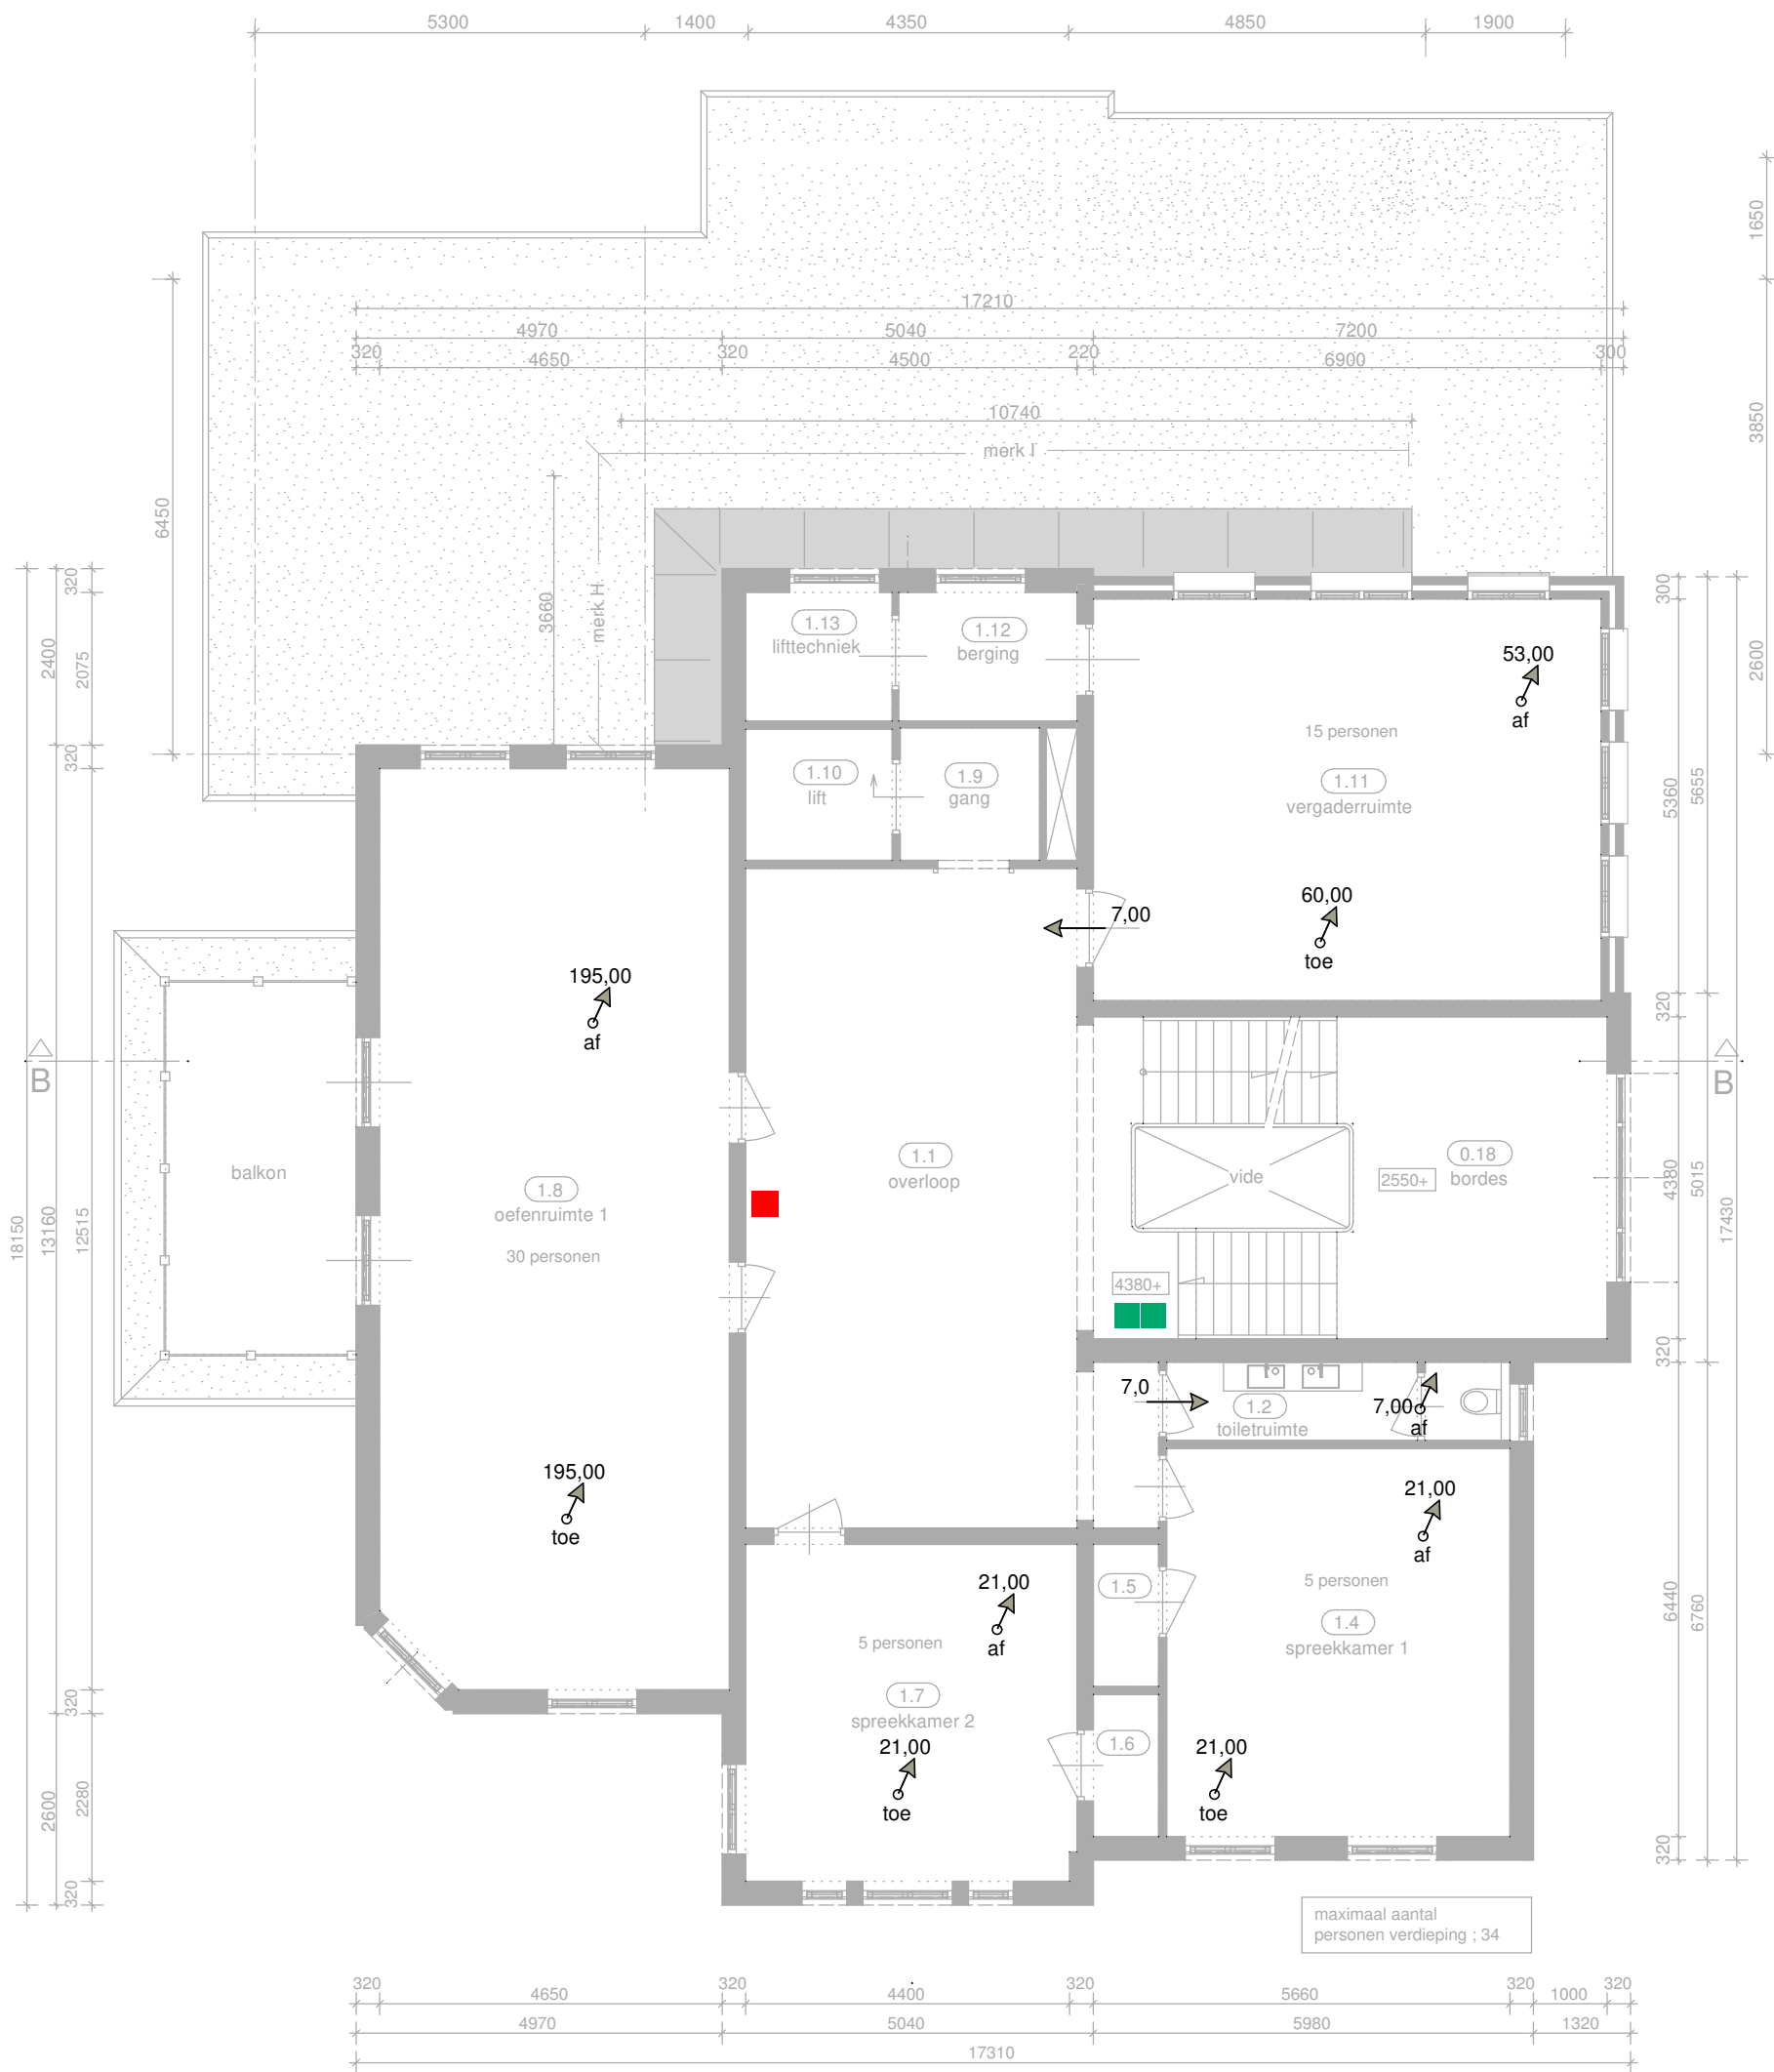 5300
1400
4350
4850
1900
1650
3850
2600
17210
4970
5040
7200
320
4650
320
4500
220
6900
300
10740
merk I
merk H
3660
6450
1.13
lifttechniek
1.12
berging
1.10
lift
1.9
gang
53,00
af
15 personen
1.11
vergaderruimte
60,00
toe
7,00
195,00
af
1.8
oefenruimte 1
30 personen
195,00
toe
balkon
B
B
1.1
overloop
vide
2550+
0.18
bordes
4380+
7,0
1.2
toiletruimte
7,00
af
21,00
af
5 personen
1.4
spreekkamer 1
21,00
toe
1.5
1.6
21,00
af
5 personen
1.7
spreekkamer 2
21,00
toe
18150
2400
13160
2600
320
2075
320
12515
320
2280
320
300
5360
320
4380
320
6440
320
5655
5015
6760
17430
maximaal aantal
personen verdieping ; 34
320
4650
320
4400
320
5660
320
1000
320
4970
5040
5980
1320
17310